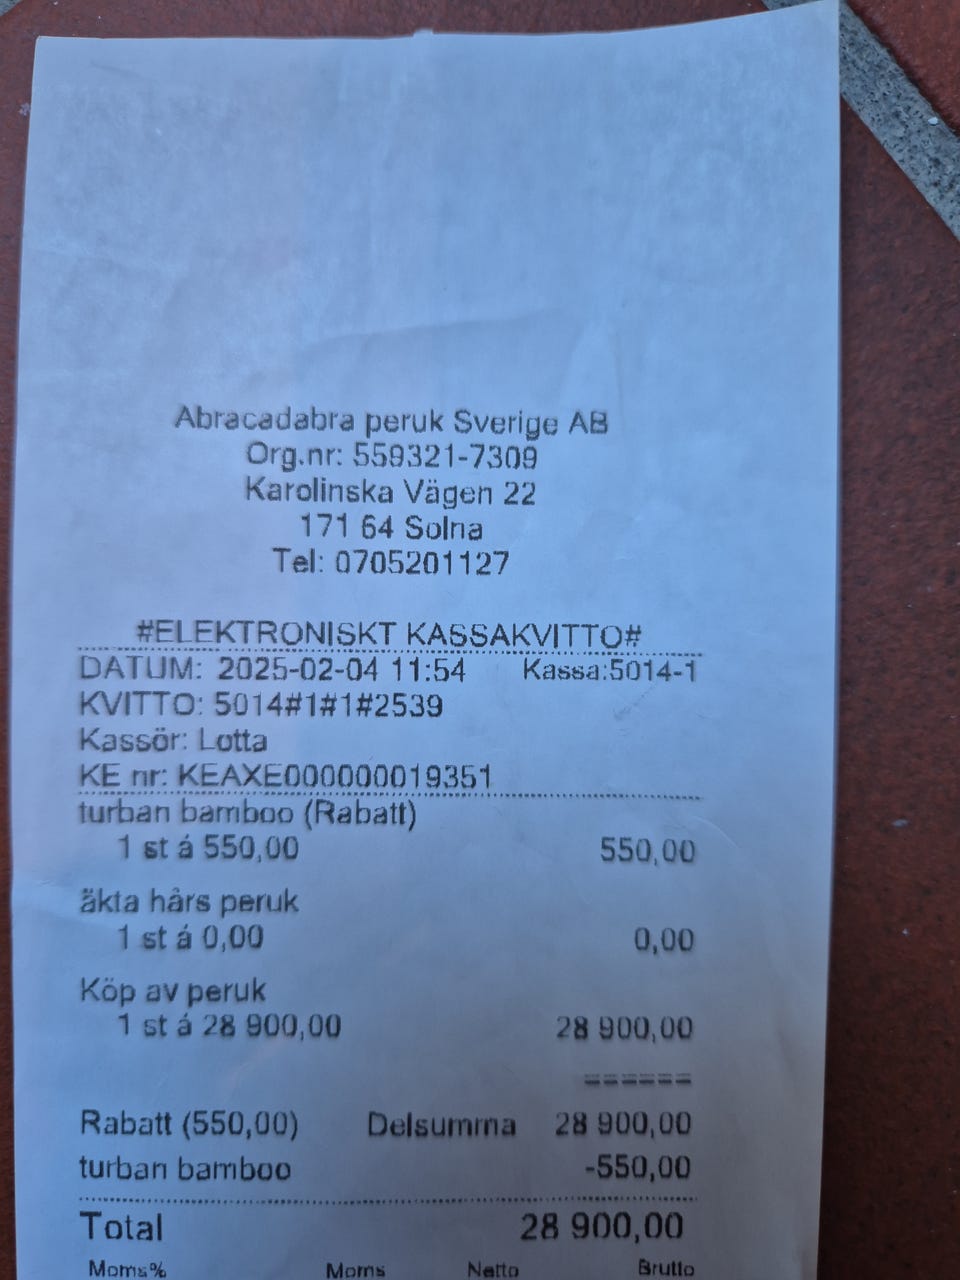 Abracadabra peruk Sverige AB
Org.nr: 559321-7309
Karolinska Vägen 22
171 64 Solna
Tel: 0705201127
#ELEKTRONISKT KASSAKVITTO#
DATUM: 2025-02-04 11:54 Kassa:5014-1
KVITTO: 5014#1#1#2539
Kassör: Lotta
KE nr: KEAXE000000019351
turban bamboo (Rabatt)
1 st á 550,00 550,00
äkta hårs peruk
1 st á 0,00 0,00
Köp av peruk
1 st á 28 900,00 28 900,00
======
Rabatt (550,00) Delsumma 28 900,00
turban bamboo -550,00
Total 28 900,00
Moms% Moms Netto Brutto